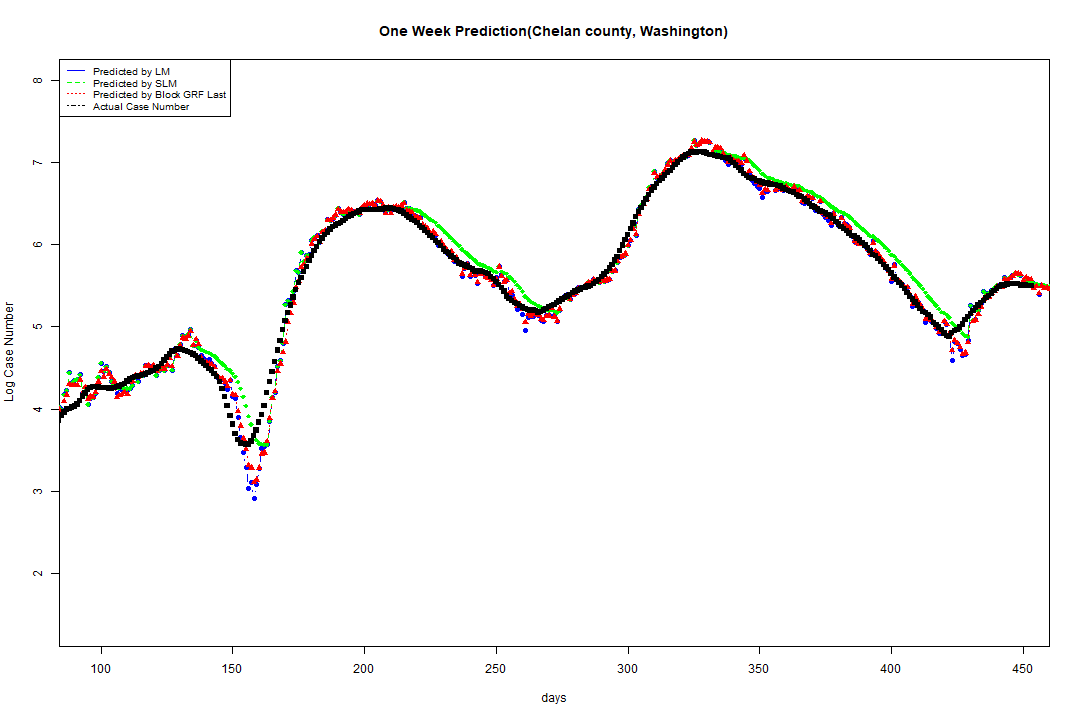 One Week Prediction(Chelan county, Washington)
Predicted by LM
Predicted by SLM
Predicted by Block GRF Last
Actual Case Number
Log Case Number
8
7
6
5
4
3
2
100 150 200 250 300 350 400 450
days